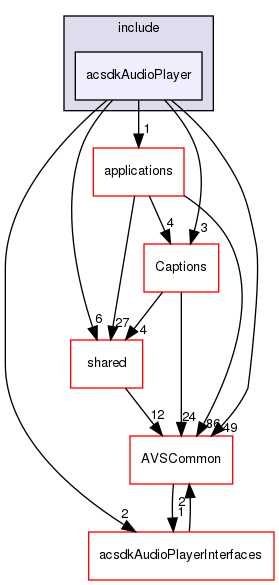 include
acsdkAudioPlayer
1
applications
4
3
Captions
6
27
4
shared
12
24
86
49
AVSCommon
2
2
1
acsdkAudioPlayerInterfaces